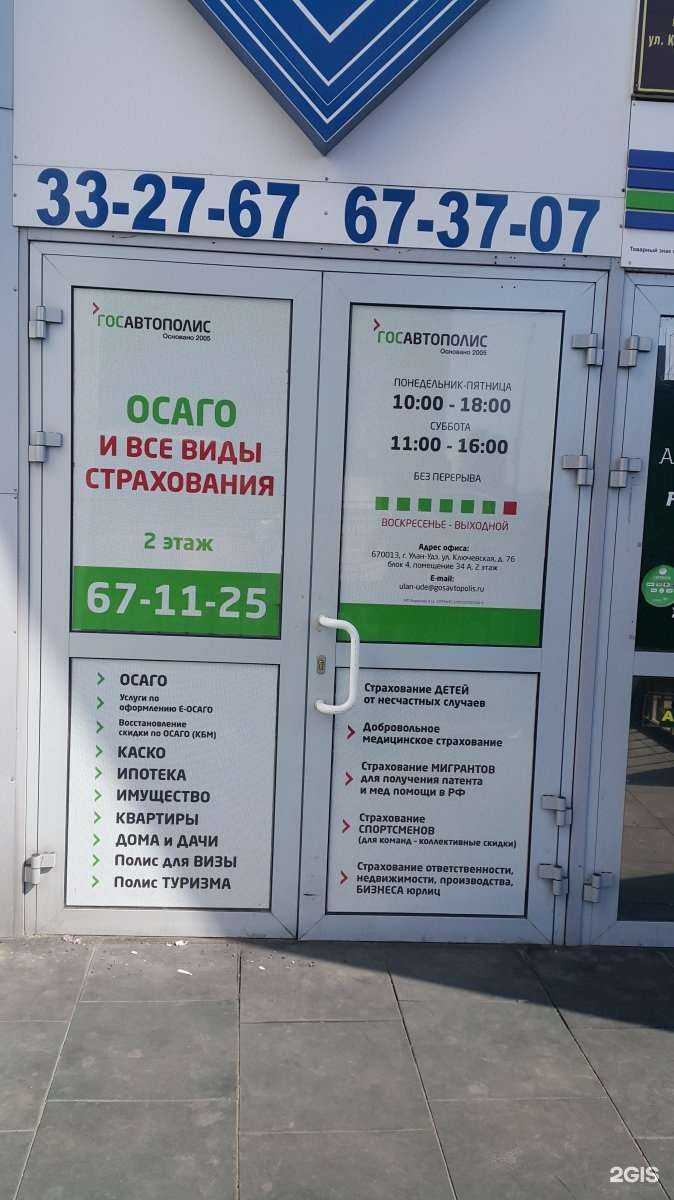 ул. К
33-27-67 67-37-07
Товарный знак
ГОСАВТОПОЛИС
Основано 2005
ОСАГО
И ВСЕ ВИДЫ
СТРАХОВАНИЯ
2 этаж
67-11-25
ОСАГО
Услуги по
оформлению Е-ОСАГО
Восстановление
скидки по ОСАГО (КБМ)
КАСКО
ИПОТЕКА
ИМУЩЕСТВО
КВАРТИРЫ
ДОМА и ДАЧИ
Полис для ВИЗЫ
Полис ТУРИЗМА
ГОСАВТОПОЛИС
Основано 2005
ПОНЕДЕЛЬНИК-ПЯТНИЦА
10:00 - 18:00
СУББОТА
11:00 - 16:00
БЕЗ ПЕРЕРЫВА
ВОСКРЕСЕНЬЕ - ВЫХОДНОЙ
Адрес офиса:
670013, г. Улан-Удэ, ул. Ключевская, д. 76
блок 4, помещение 34 А, 2 этаж
E-mail:
ulan-ude@gosavtopolis.ru
Страхование ДЕТЕЙ
от несчастных случаев
Добровольное
медицинское страхование
Страхование МИГРАНТОВ
для получения патента
и мед помощи в РФ
Страхование
СПОРТСМЕНОВ
(для команд - коллективные скидки)
Страхование ответственности,
недвижимости, производства,
БИЗНЕСА юрлиц
2GIS